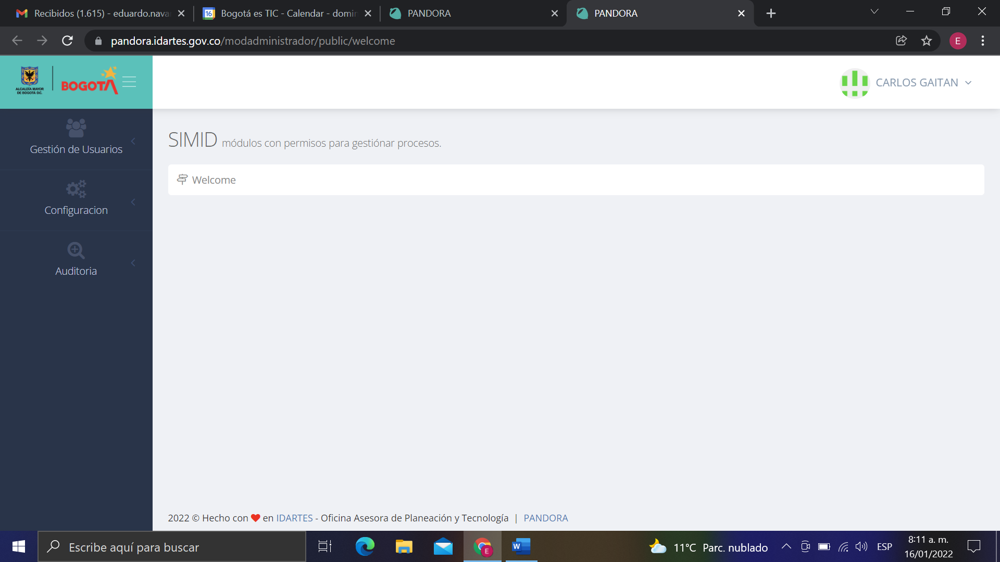 Recibidos (1.615) - eduardo.nava
Bogotá es TIC - Calendar - domin
PANDORA
PANDORA
pandora.idartes.gov.co/modadministrador/public/welcome
E
ALCALDÍA MAYOR
DE BOGOTÁ D.C.
BOGOTÁ
CARLOS GAITAN
Gestión de Usuarios
Configuracion
Auditoria
SIMID módulos con permisos para gestiónar procesos.
Welcome
2022 © Hecho con ❤ en IDARTES - Oficina Asesora de Planeación y Tecnología | PANDORA
Escribe aquí para buscar
11°C Parc. nublado
ESP
8:11 a. m.
16/01/2022